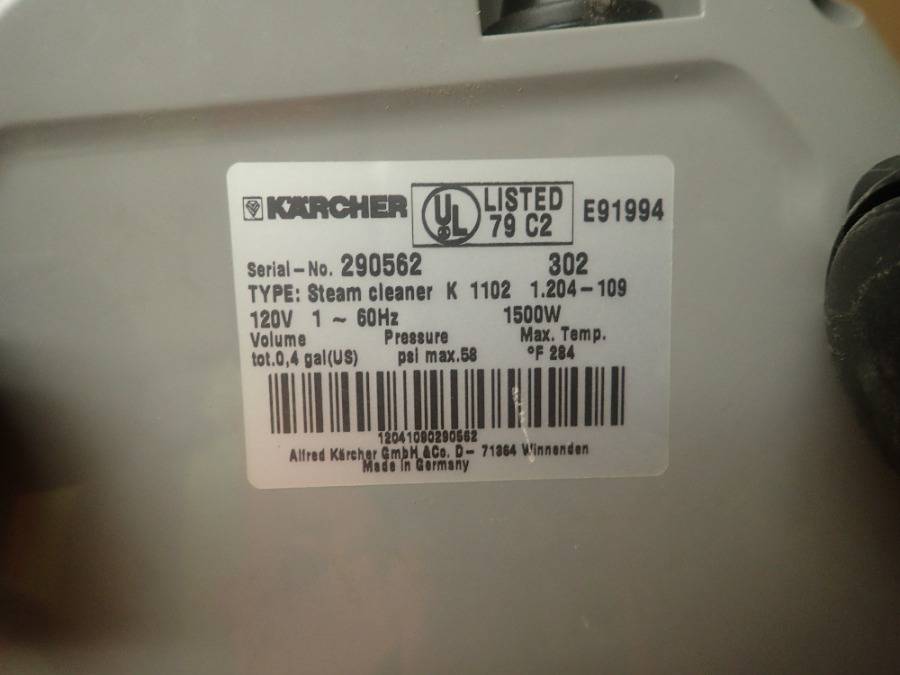 KÄRCHER UL LISTED 79 C2 E91994
Serial-No. 290562 302
TYPE: Steam cleaner K 1102 1.204-109
120V 1 ~ 60Hz 1500W
Volume Pressure Max. Temp.
tot.0,4 gal(US) psi max.58 °F 284
12041090290562
Alfred Kärcher GmbH &Co. D- 71364 Winnenden
Made in Germany